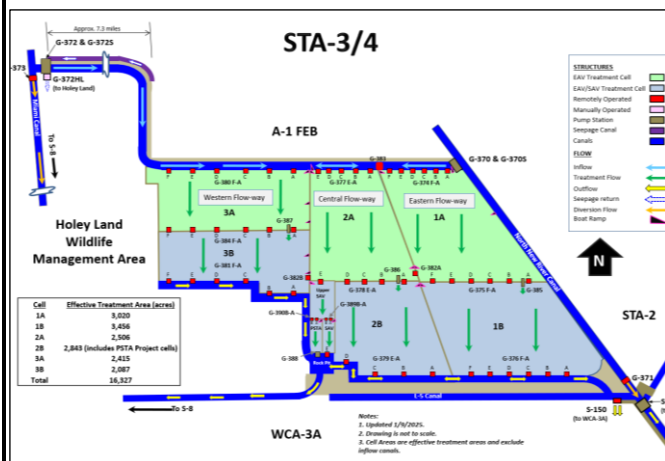 STA-3/4
Approx. 7.3 miles
G-372 & G-372S
-373
G-372HL
(to Holey Land)
Miami Canal
To S-8
A-1 FEB
G-383
G-370 & G-370S
F E D C B A
G-380 F-A
E D C B A
G-377 E-A
F E D C B A
G-374 F-A
Western Flow-way
Central Flow-way
Eastern Flow-way
3A
2A
1A
North New River Canal
Holey Land
Wildlife
Management Area
G-387
F E D C B A
G-384 F-A
3B
G-381 F-A
F E D C B A
G-382B
G-386
G-382A
E D C B A
G-378 E-A
F E D C B A
G-375 F-A
G-385
Upper
SAV
G-390B-A
G-389B-A
PSTA
SAV
G-388
2B
1B
G-379 E-A
G-376 F-A
D C B A
F E D C B A
N
STA-2
G-371
L-5 Canal
To S-8
WCA-3A
S-150
(to WCA-3A)
STRUCTURES
EAV Treatment Cell
EAV/SAV Treatment Cell
Remotely Operated
Manually Operated
Pump Station
Seepage Canal
Canals
FLOW
Inflow
Treatment Flow
Outflow
Seepage return
Diversion Flow
Boat Ramp
Cell Effective Treatment Area (acres)
1A 3,020
1B 3,456
2A 2,506
2B 2,843 (includes PSTA Project cells)
3A 2,415
3B 2,087
Total 16,327
Notes:
1. Updated 1/9/2025.
2. Drawing is not to scale.
3. Cell Areas are effective treatment areas and exclude
inflow canals.